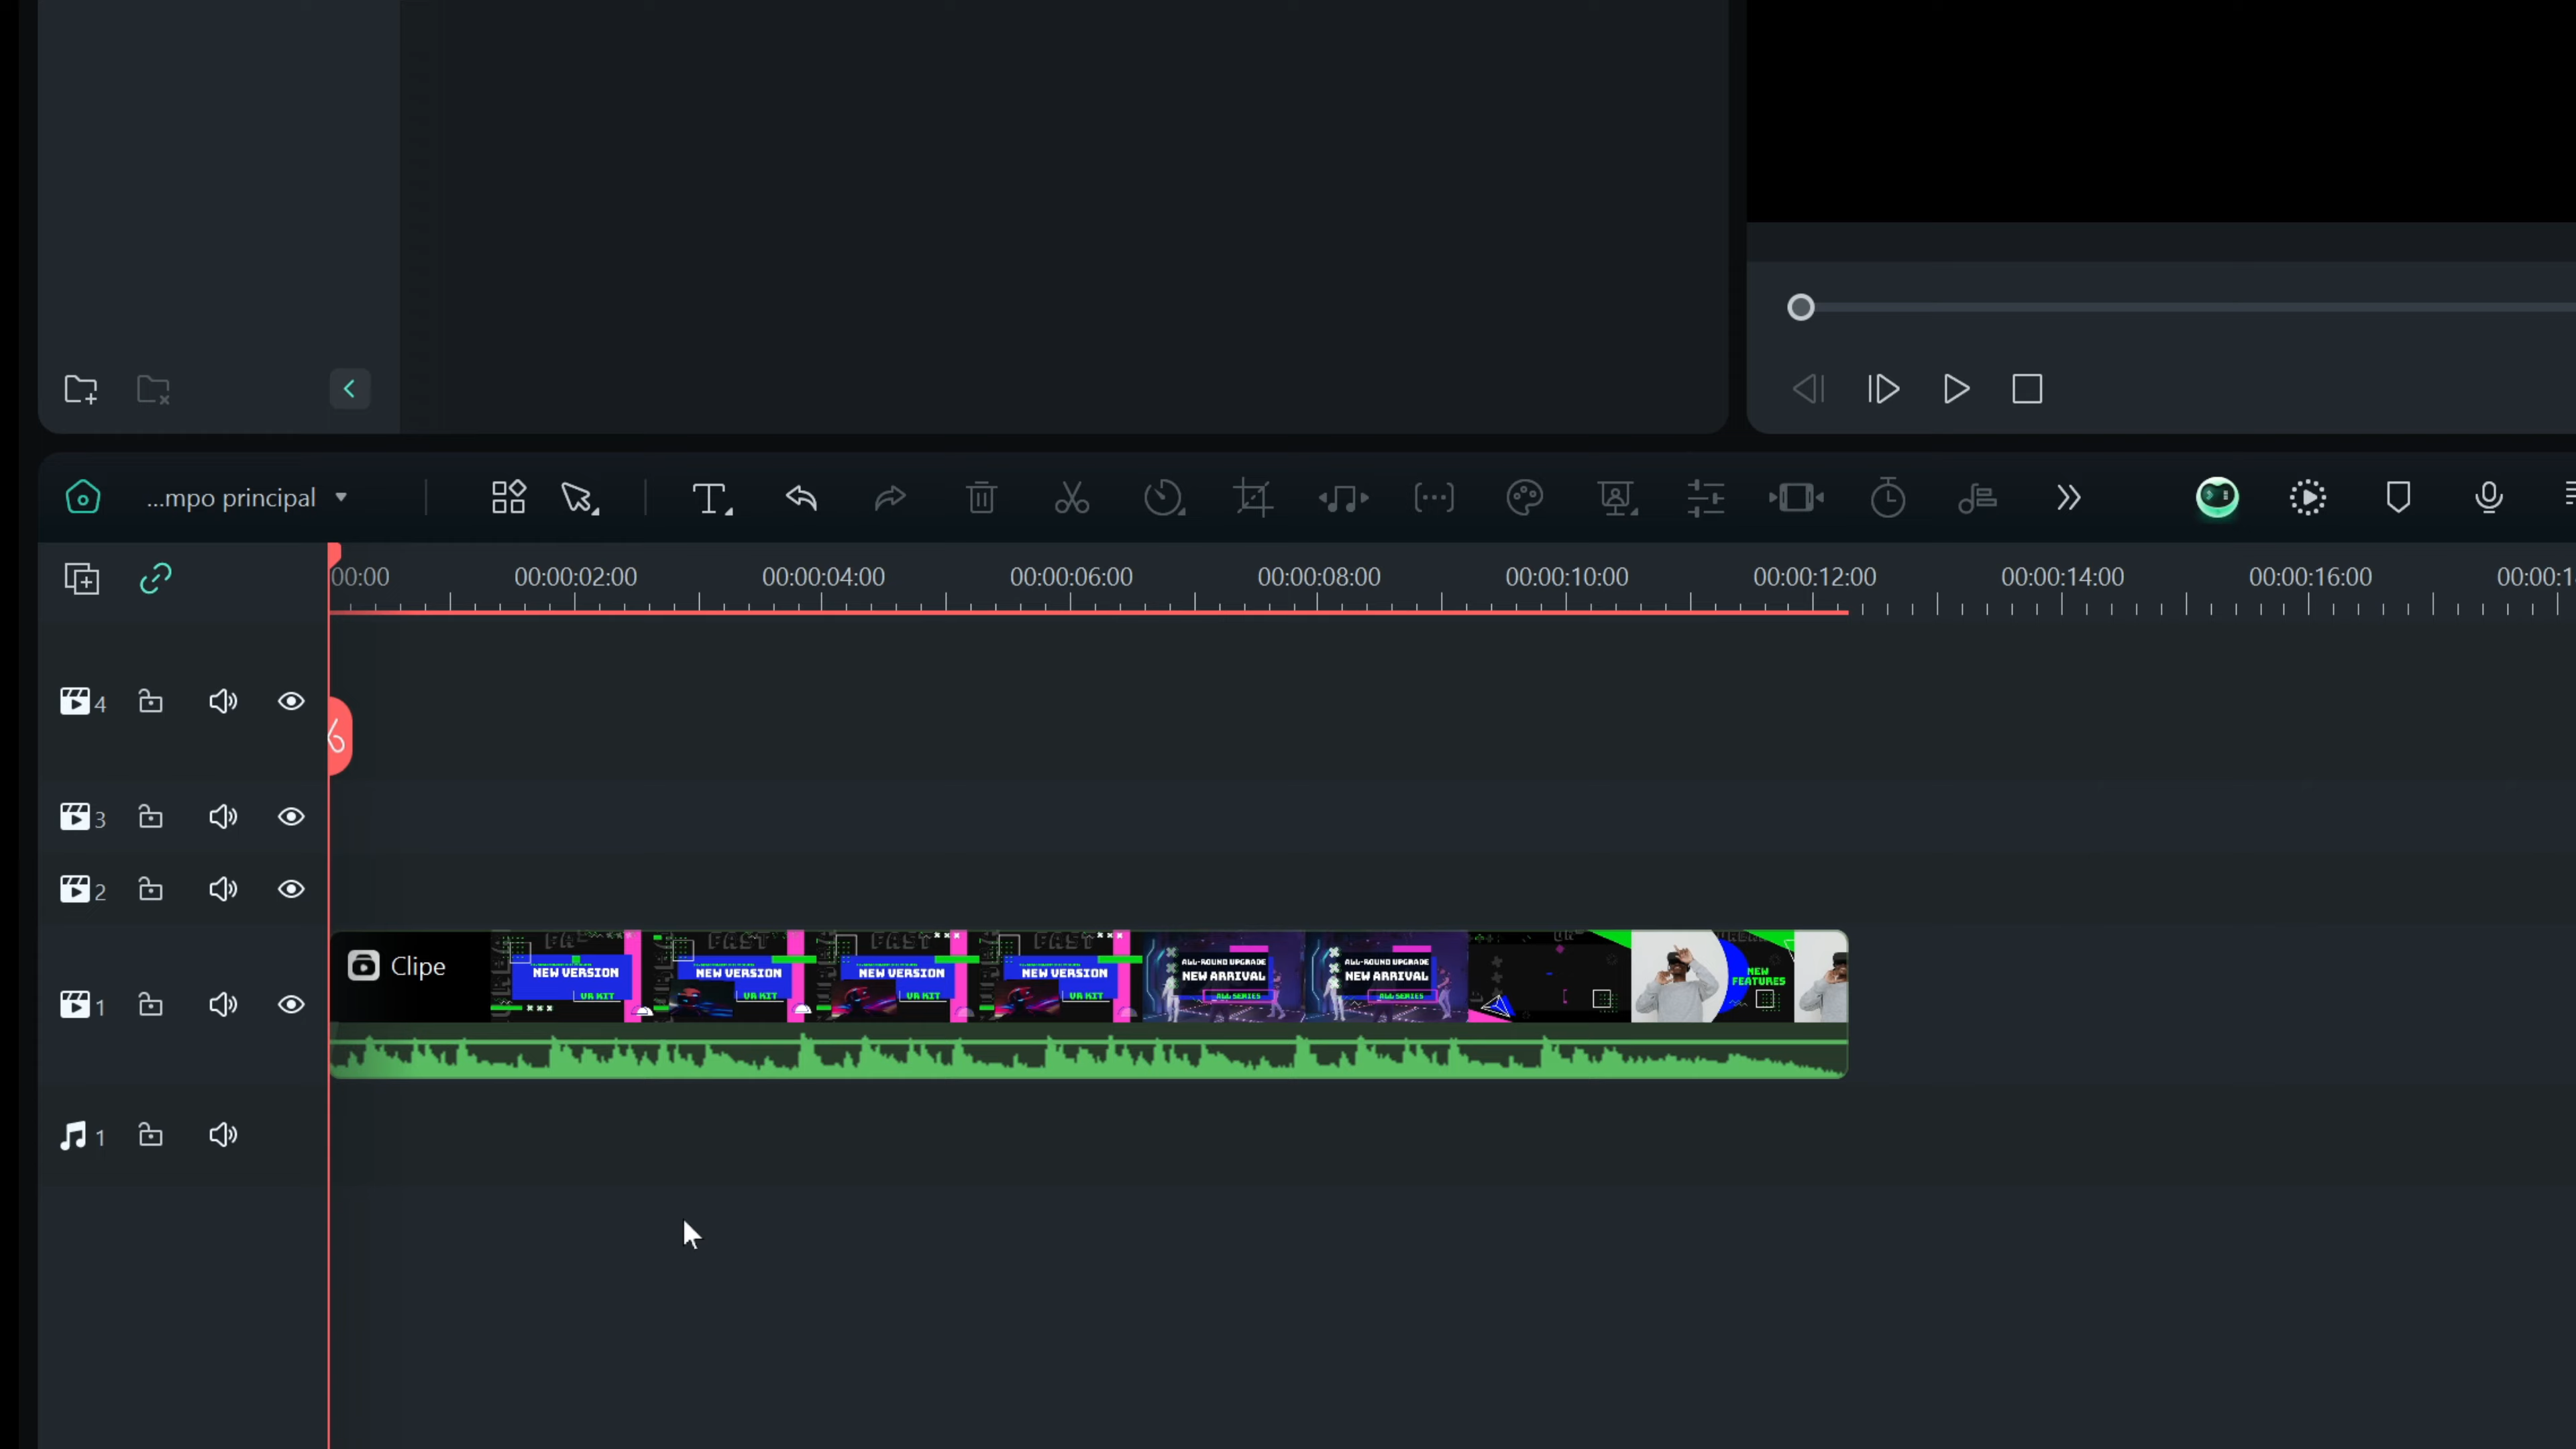 ...mpo principal
00:00 00:00:02:00 00:00:04:00 00:00:06:00 00:00:08:00 00:00:10:00 00:00:12:00 00:00:14:00 00:00:16:00 00:00:1
4
3
2
Clipe
FAST FAST FAST
NEW VERSION NEW VERSION NEW VERSION NEW VERSION
VR KIT VR KIT VR KIT VR KIT
ALL-ROUND UPGRADE ALL-ROUND UPGRADE
NEW ARRIVAL NEW ARRIVAL
ALL SERIES ALL SERIES
NEW
FEATURES
1
1